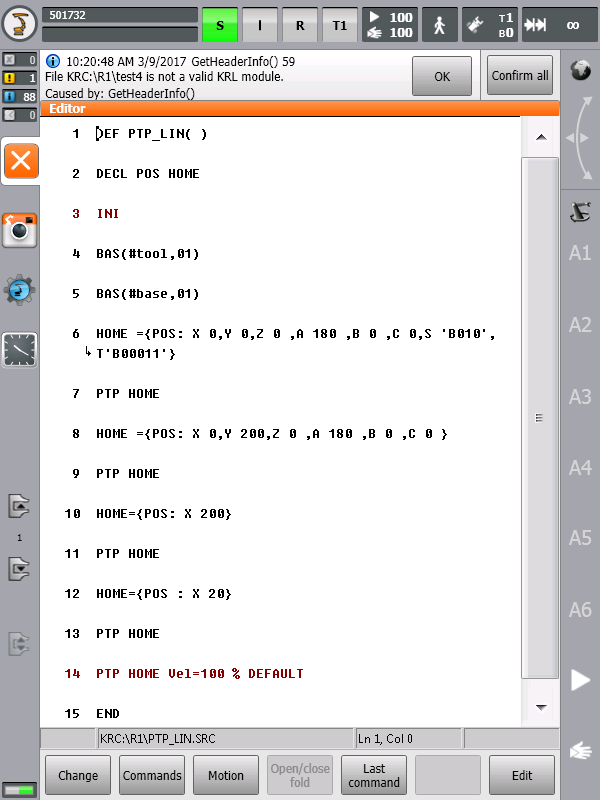 501732
S I R T1
100
100
T1
B0
∞
0
1
88
0
10:20:48 AM 3/9/2017 GetHeaderInfo() 59
File KRC:\R1\test4 is not a valid KRL module.
Caused by: GetHeaderInfo()
OK
Confirm all
Editor
1 DEF PTP_LIN( )
2 DECL POS HOME
3 INI
4 BAS(#tool,01)
5 BAS(#base,01)
6 HOME ={POS: X 0,Y 0,Z 0 ,A 180 ,B 0 ,C 0,S 'B010',
T'B00011'}
7 PTP HOME
8 HOME ={POS: X 0,Y 200,Z 0 ,A 180 ,B 0 ,C 0 }
9 PTP HOME
10 HOME={POS: X 200}
11 PTP HOME
12 HOME={POS : X 20}
13 PTP HOME
14 PTP HOME Vel=100 % DEFAULT
15 END
A1
A2
A3
A4
A5
A6
1
KRC:\R1\PTP_LIN.SRC
Ln 1, Col 0
Change
Commands
Motion
Open/close
fold
Last
command
Edit